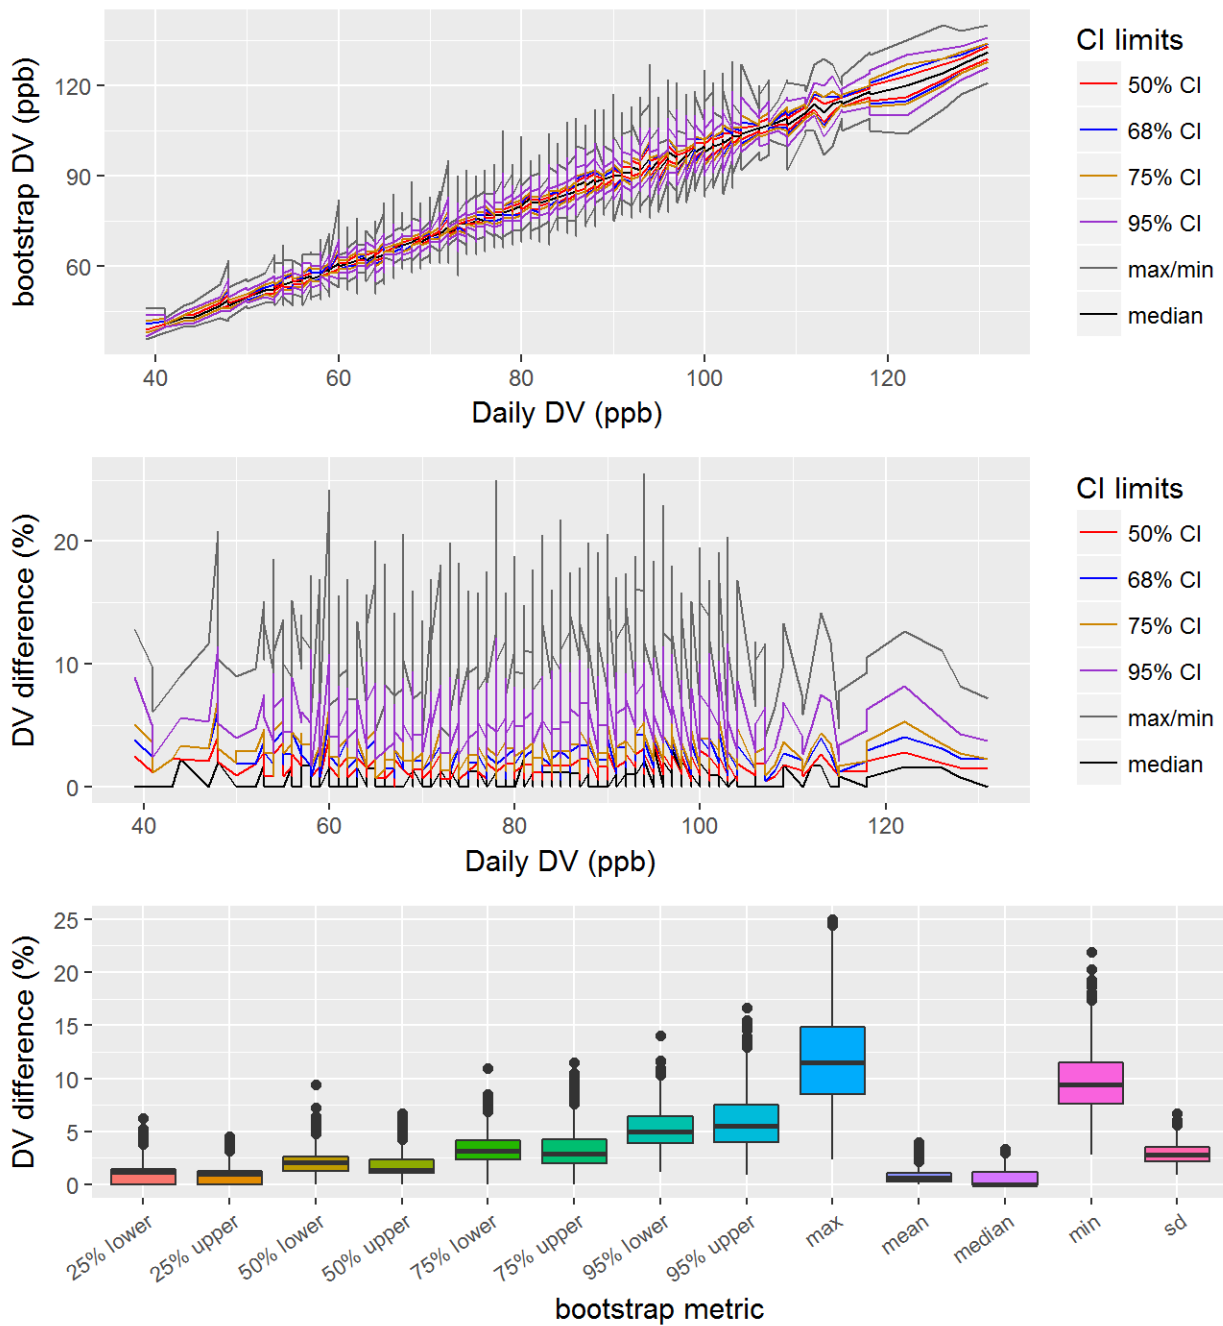 120
90
60
bootstrap DV (ppb)
40
60
80
100
120
Daily DV (ppb)
CI limits
50% CI
68% CI
75% CI
95% CI
max/min
median
20
10
0
DV difference (%)
40
60
80
100
120
Daily DV (ppb)
CI limits
50% CI
68% CI
75% CI
95% CI
max/min
median
25
20
15
10
5
0
DV difference (%)
25% lower
25% upper
50% lower
50% upper
75% lower
75% upper
95% lower
95% upper
max
mean
median
min
sd
bootstrap metric